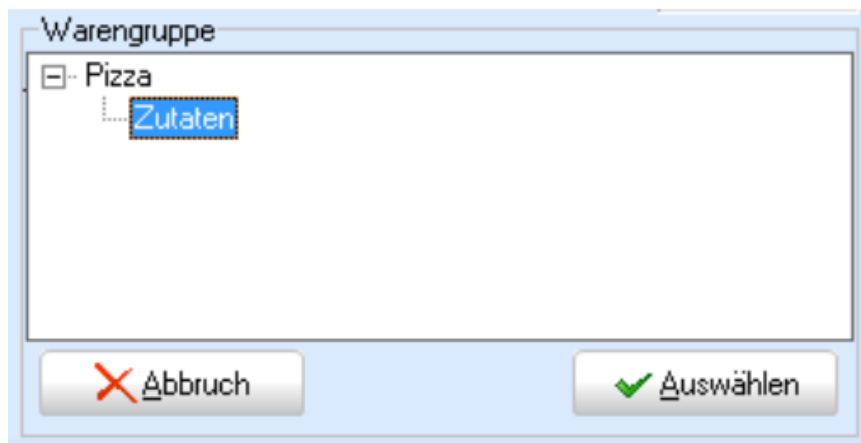 Warengruppe
Pizza
Zutaten
Abbruch
Auswählen